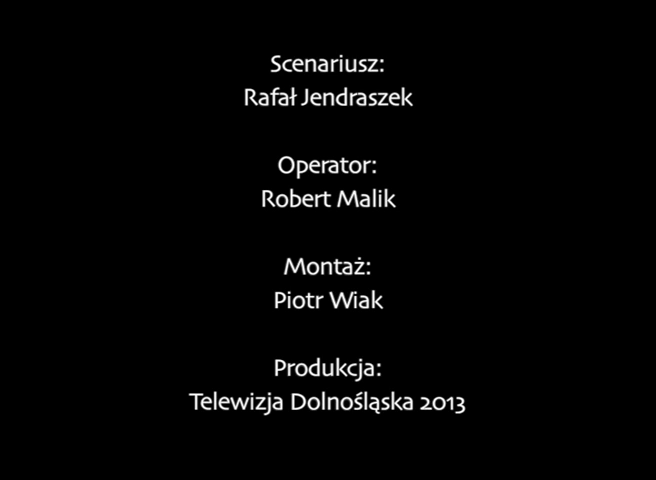 Scenariusz:
Rafał Jendraszek
Operator:
Robert Malik
Montaż:
Piotr Wiak
Produkcja:
Telewizja Dolnośląska 2013